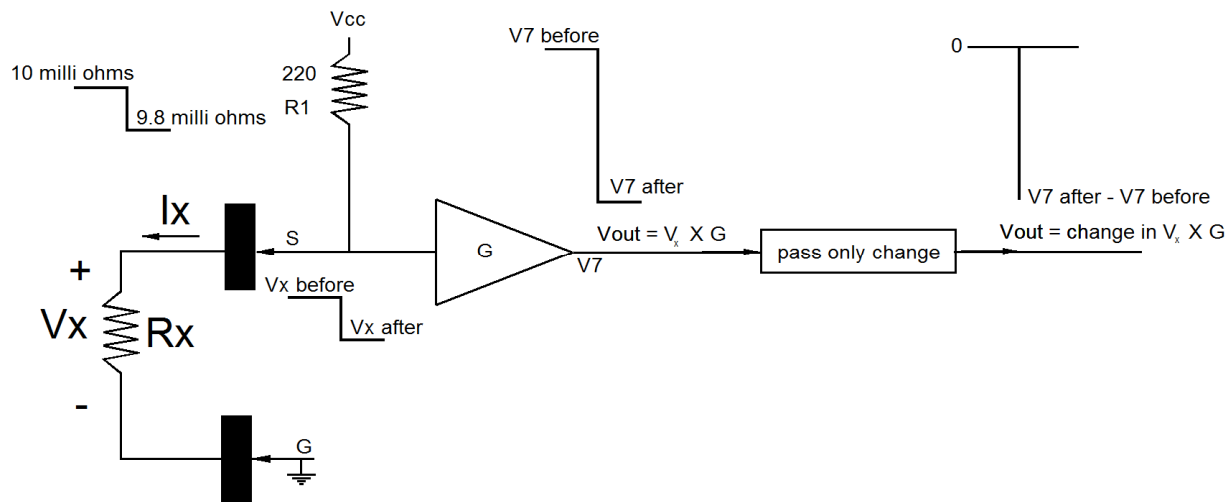 Vcc
V7 before
0
10 milli ohms
220
R1
9.8 milli ohms
V7 after
V7 after - V7 before
Ix
S
G
Vout = Vx X G
V7
pass only change
Vout = change in Vx X G
+
Vx
Rx
-
Vx before
Vx after
G